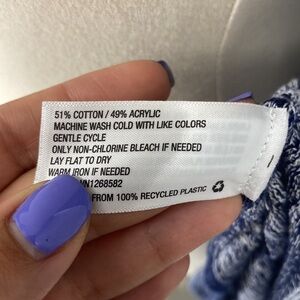 51% COTTON / 49% ACRYLIC
MACHINE WASH COLD WITH LIKE COLORS
GENTLE CYCLE
ONLY NON-CHLORINE BLEACH IF NEEDED
LAY FLAT TO DRY
WARM IRON IF NEEDED
N1268582
FROM 100% RECYCLED PLASTIC